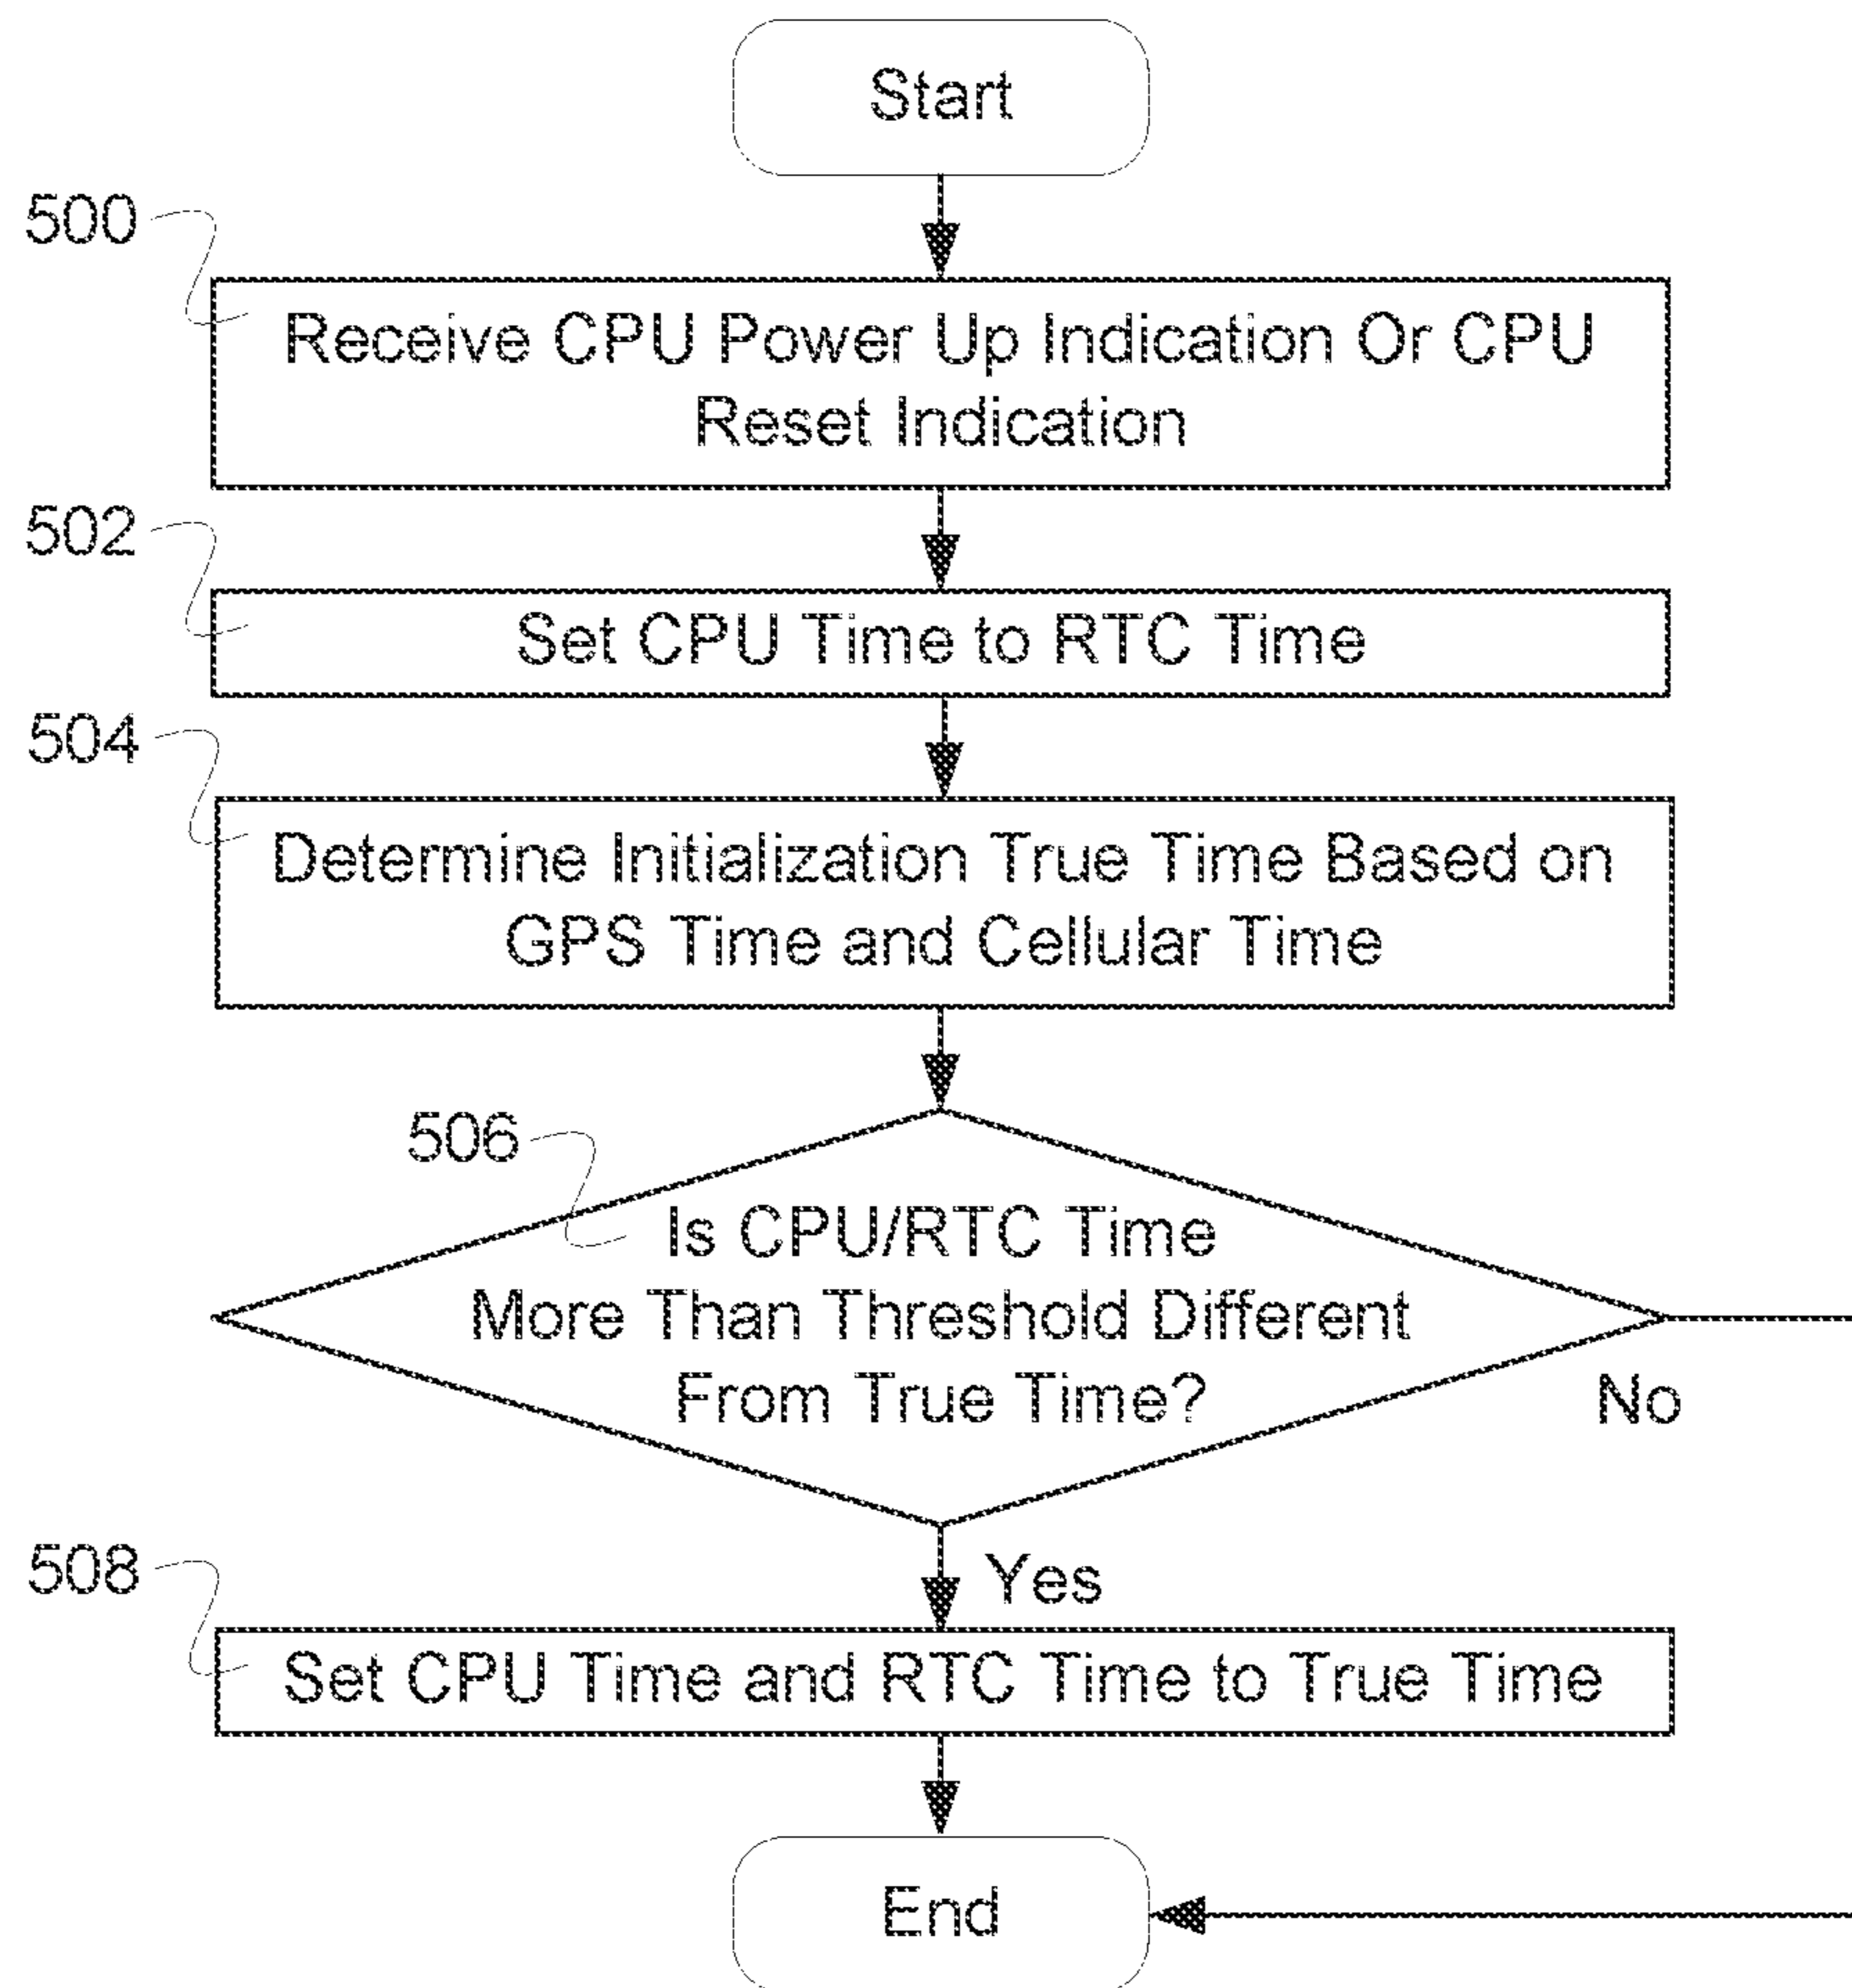 Start
500
Receive CPU Power Up Indication Or CPU
Reset Indication
502
Set CPU Time to RTC Time
504
Determine Initialization True Time Based on
GPS Time and Cellular Time
506
Is CPU/RTC Time
More Than Threshold Different
From True Time?
No
Yes
508
Set CPU Time and RTC Time to True Time
End